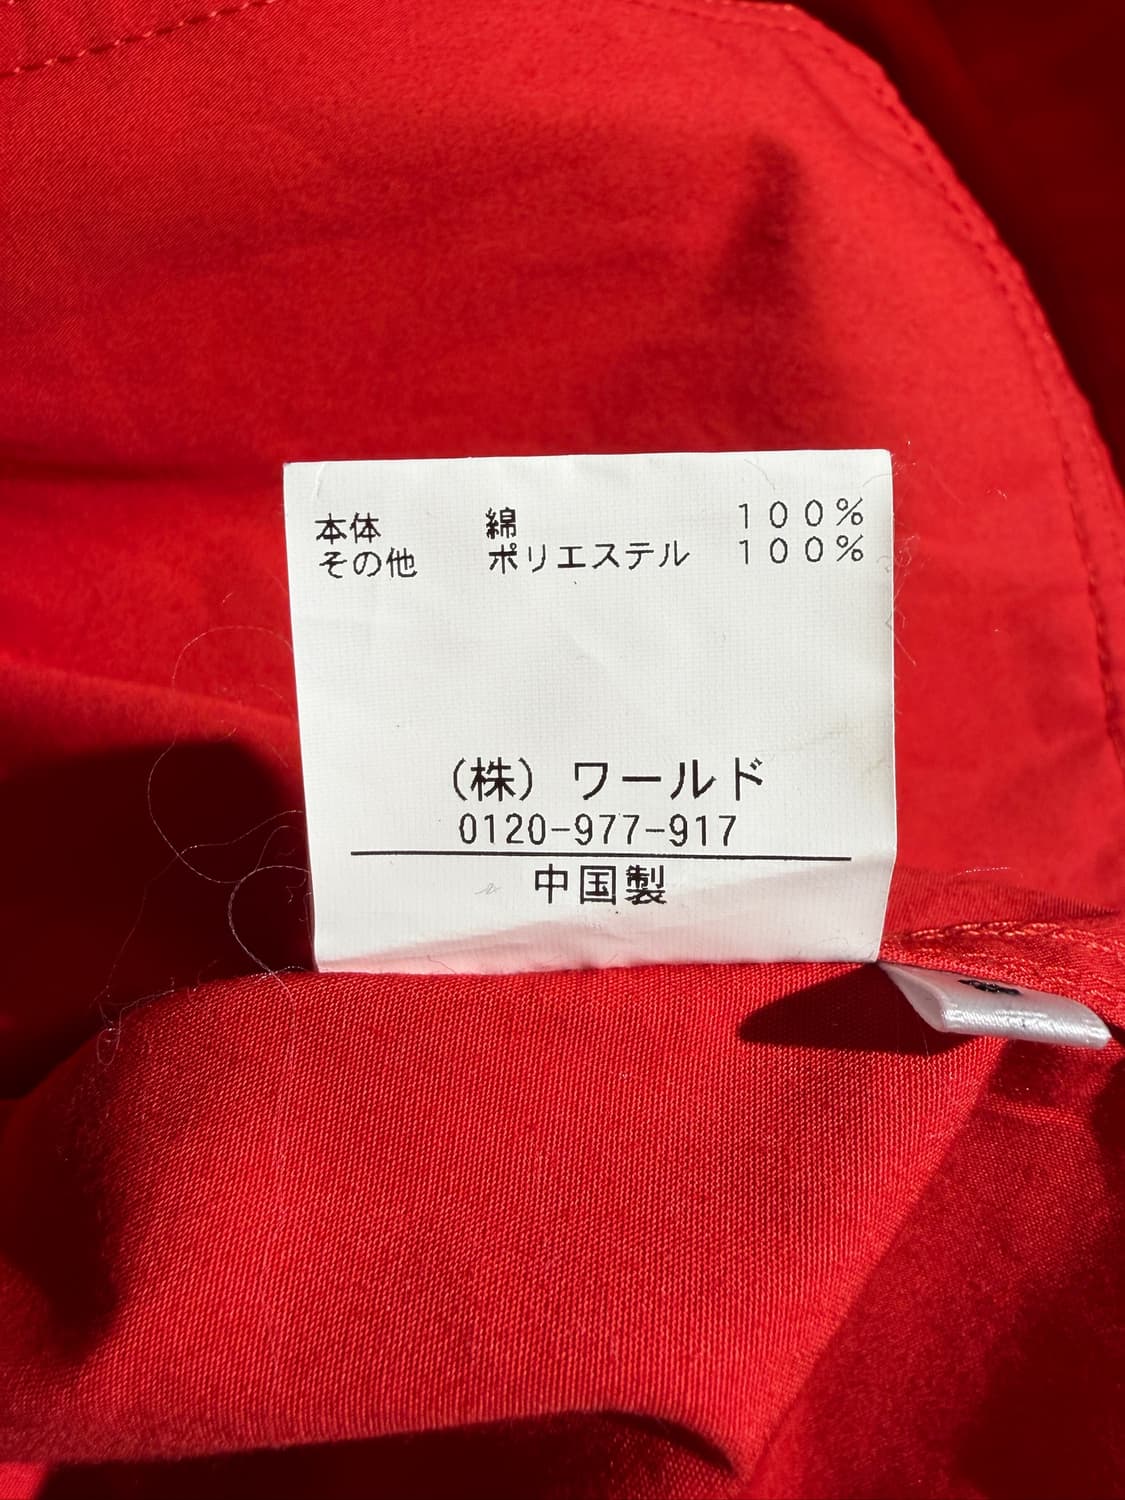 本体 綿 100%
その他 ポリエステル 100%
(株) ワールド
0120-977-917
中国製